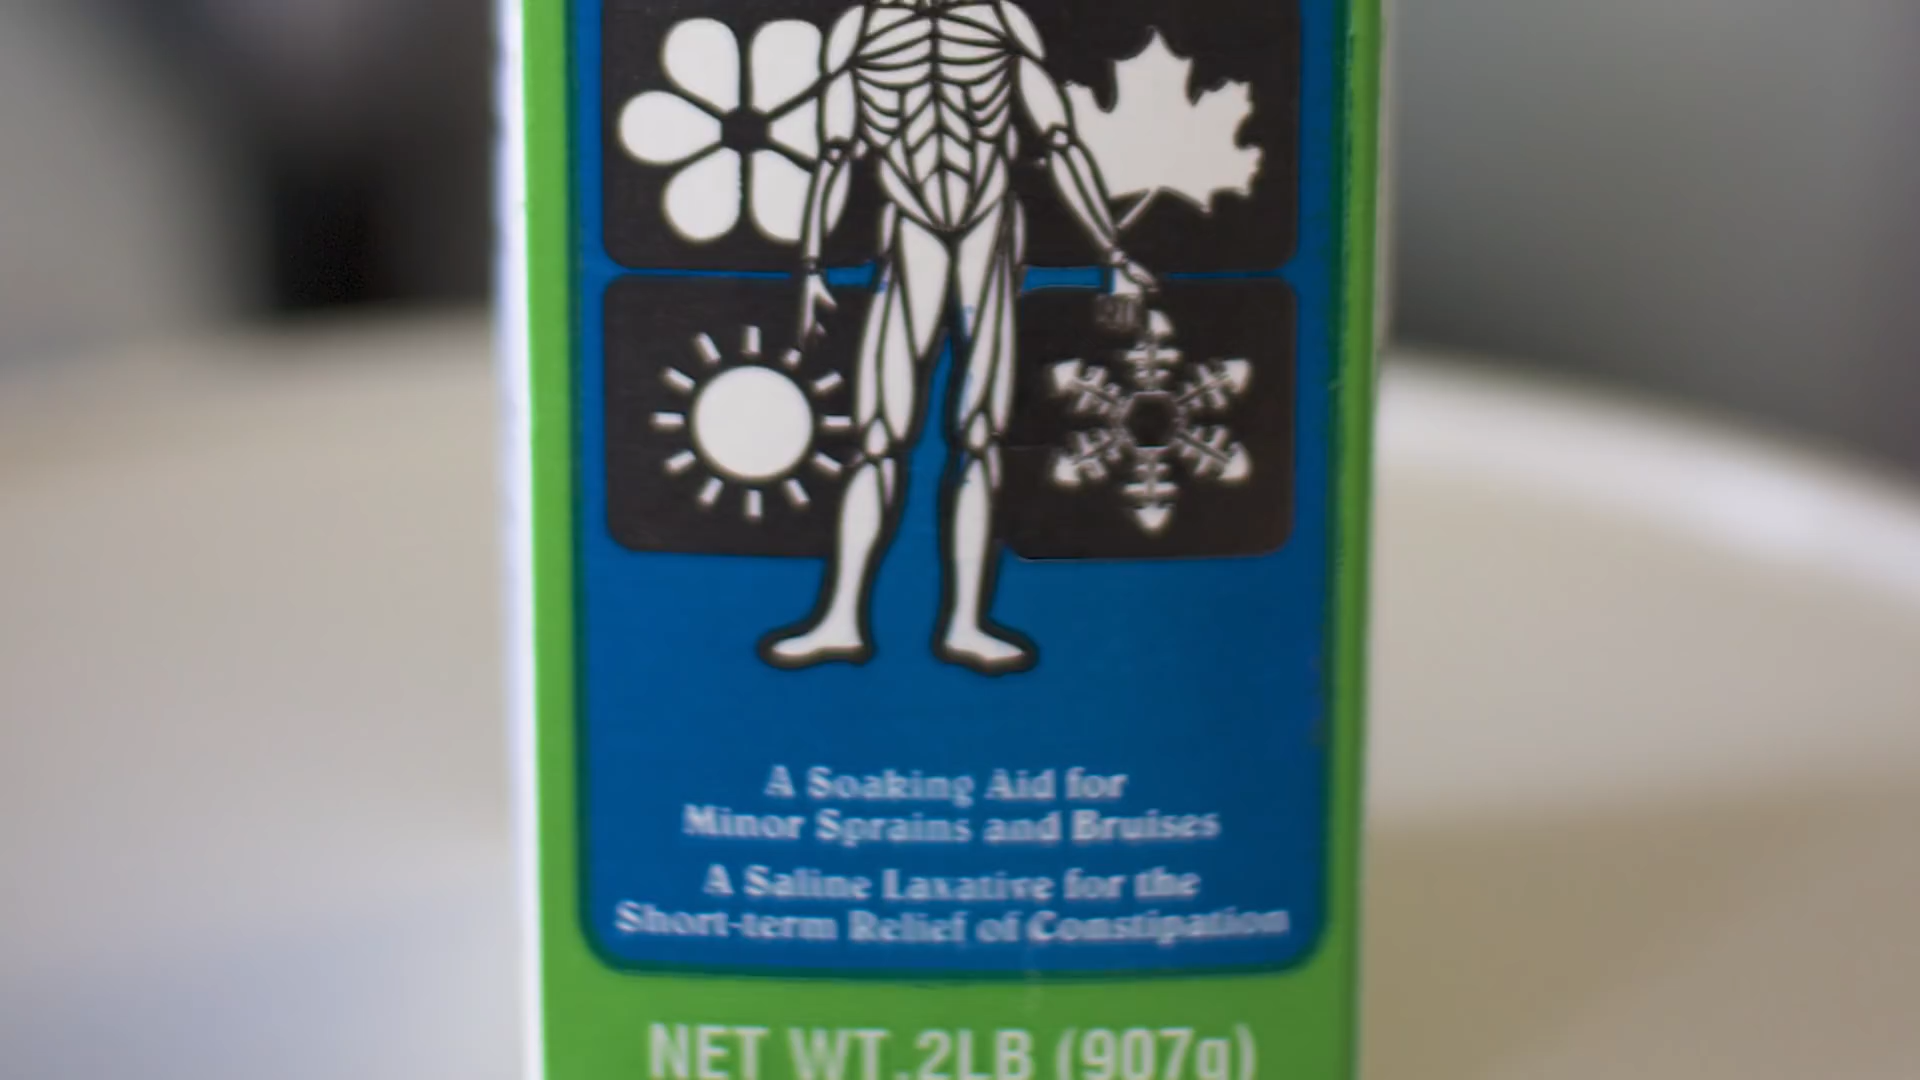 A Soaking Aid for
Minor Sprains and Bruises
A Saline Laxative for the
Short-term Relief of Constipation
NET WT.2LB (907g)